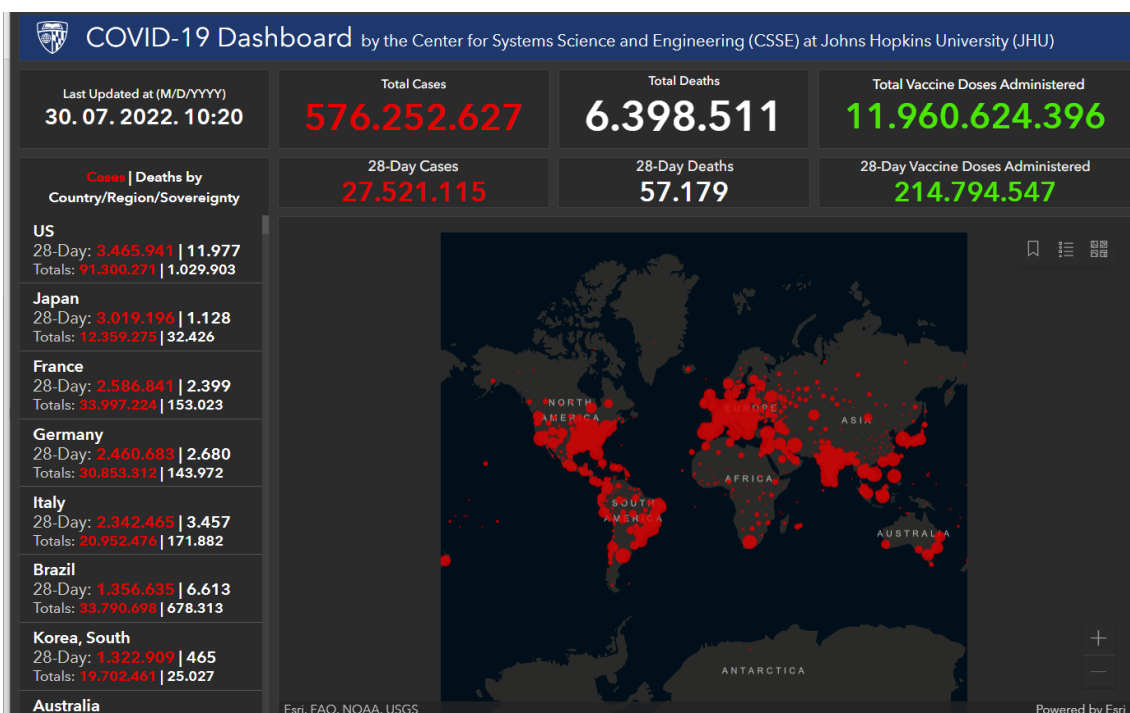 COVID-19 Dashboard by the Center for Systems Science and Engineering (CSSE) at Johns Hopkins University (JHU)
Last Updated at (M/D/YYYY)
30. 07. 2022. 10:20
Total Cases
576.252.627
Total Deaths
6.398.511
Total Vaccine Doses Administered
11.960.624.396
28-Day Cases
27.521.115
28-Day Deaths
57.179
28-Day Vaccine Doses Administered
214.794.547
Cases | Deaths by
Country/Region/Sovereignty
US
28-Day: 3.465.941 | 11.977
Totals: 91.300.271 | 1.029.903
Japan
28-Day: 3.019.196 | 1.128
Totals: 12.359.275 | 32.426
France
28-Day: 2.586.841 | 2.399
Totals: 33.997.224 | 153.023
Germany
28-Day: 2.460.683 | 2.680
Totals: 30.853.312 | 143.972
Italy
28-Day: 2.342.465 | 3.457
Totals: 20.952.476 | 171.882
Brazil
28-Day: 1.356.635 | 6.613
Totals: 33.790.698 | 678.313
Korea, South
28-Day: 1.322.909 | 465
Totals: 19.702.461 | 25.027
Australia
NORTH
AMERICA
EUROPE
ASIA
AFRICA
SOUTH
AMERICA
AUSTRALIA
ANTARCTICA
Esri, FAO, NOAA, USGS
Powered by Esri